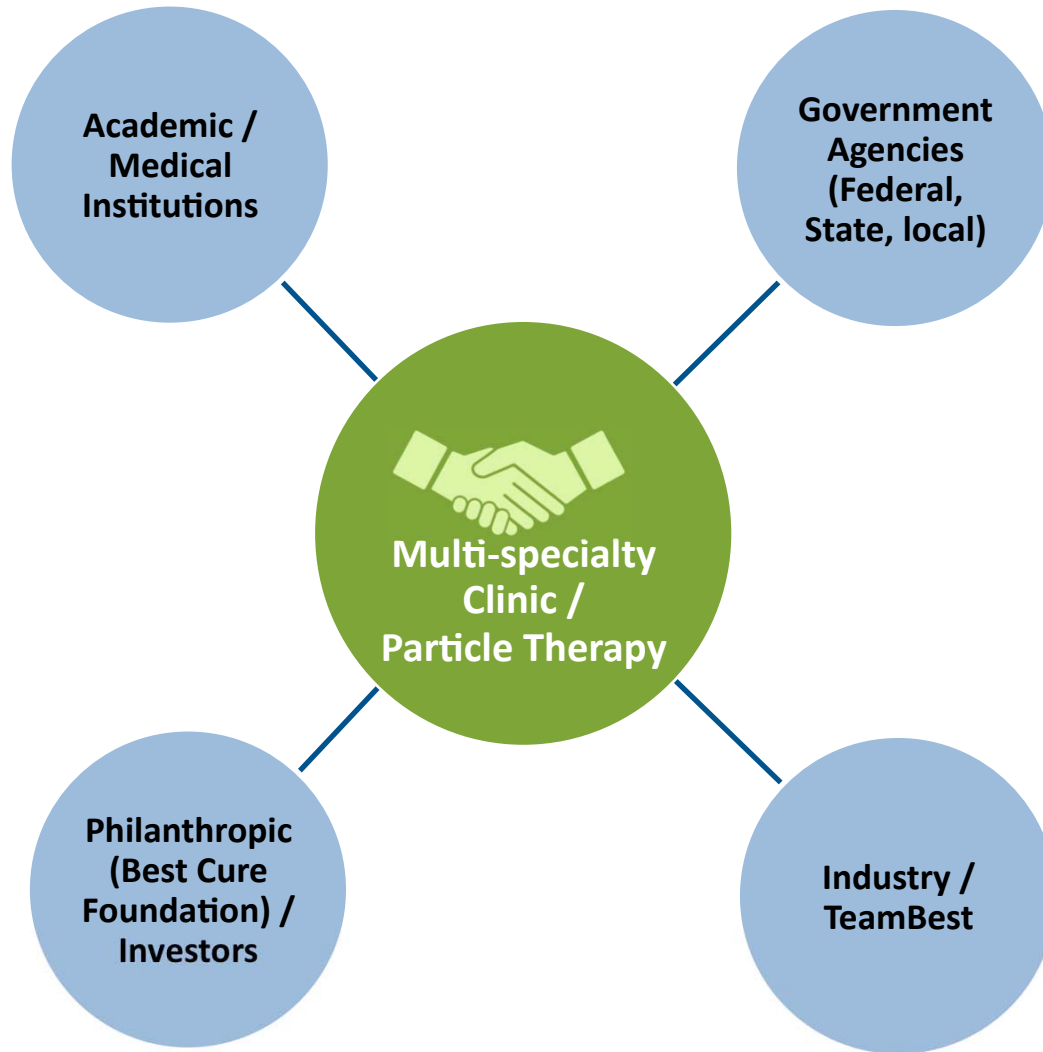 Academic /
Medical
Institutions
Government
Agencies
(Federal,
State, local)
Multi-specialty
Clinic /
Particle Therapy
Philanthropic
(Best Cure
Foundation) /
Investors
Industry /
TeamBest